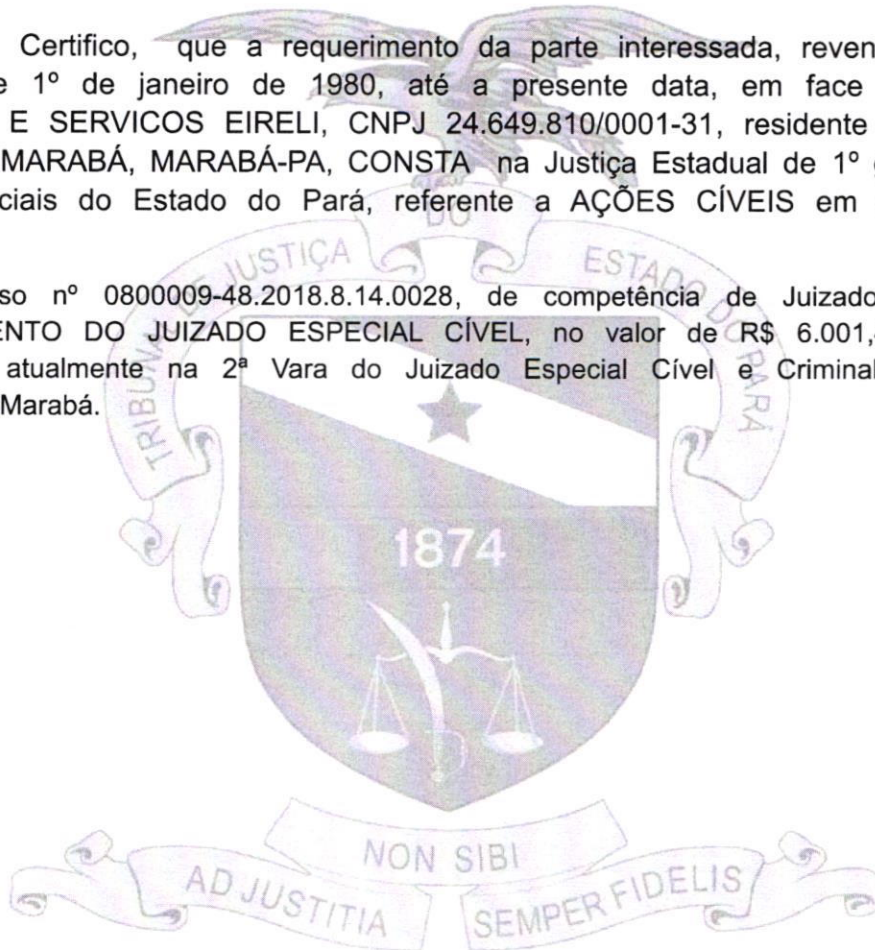 Certifico, que a requerimento da parte interessada, reven
e 1º de janeiro de 1980, até a presente data, em face
E SERVICOS EIRELI, CNPJ 24.649.810/0001-31, residente
MARABÁ, MARABÁ-PA, CONSTA na Justiça Estadual de 1º
ciais do Estado do Pará, referente a AÇÕES CÍVEIS em
so nº 0800009-48.2018.8.14.0028, de competência de Juizado
ENTO DO JUIZADO ESPECIAL CÍVEL, no valor de R$ 6.001,
atualmente na 2ª Vara do Juizado Especial Cível e Criminal
Marabá.
TRIBUNAL DE JUSTIÇA DO ESTADO DO PARÁ
1874
NON SIBI
AD JUSTITIA SEMPER FIDELIS